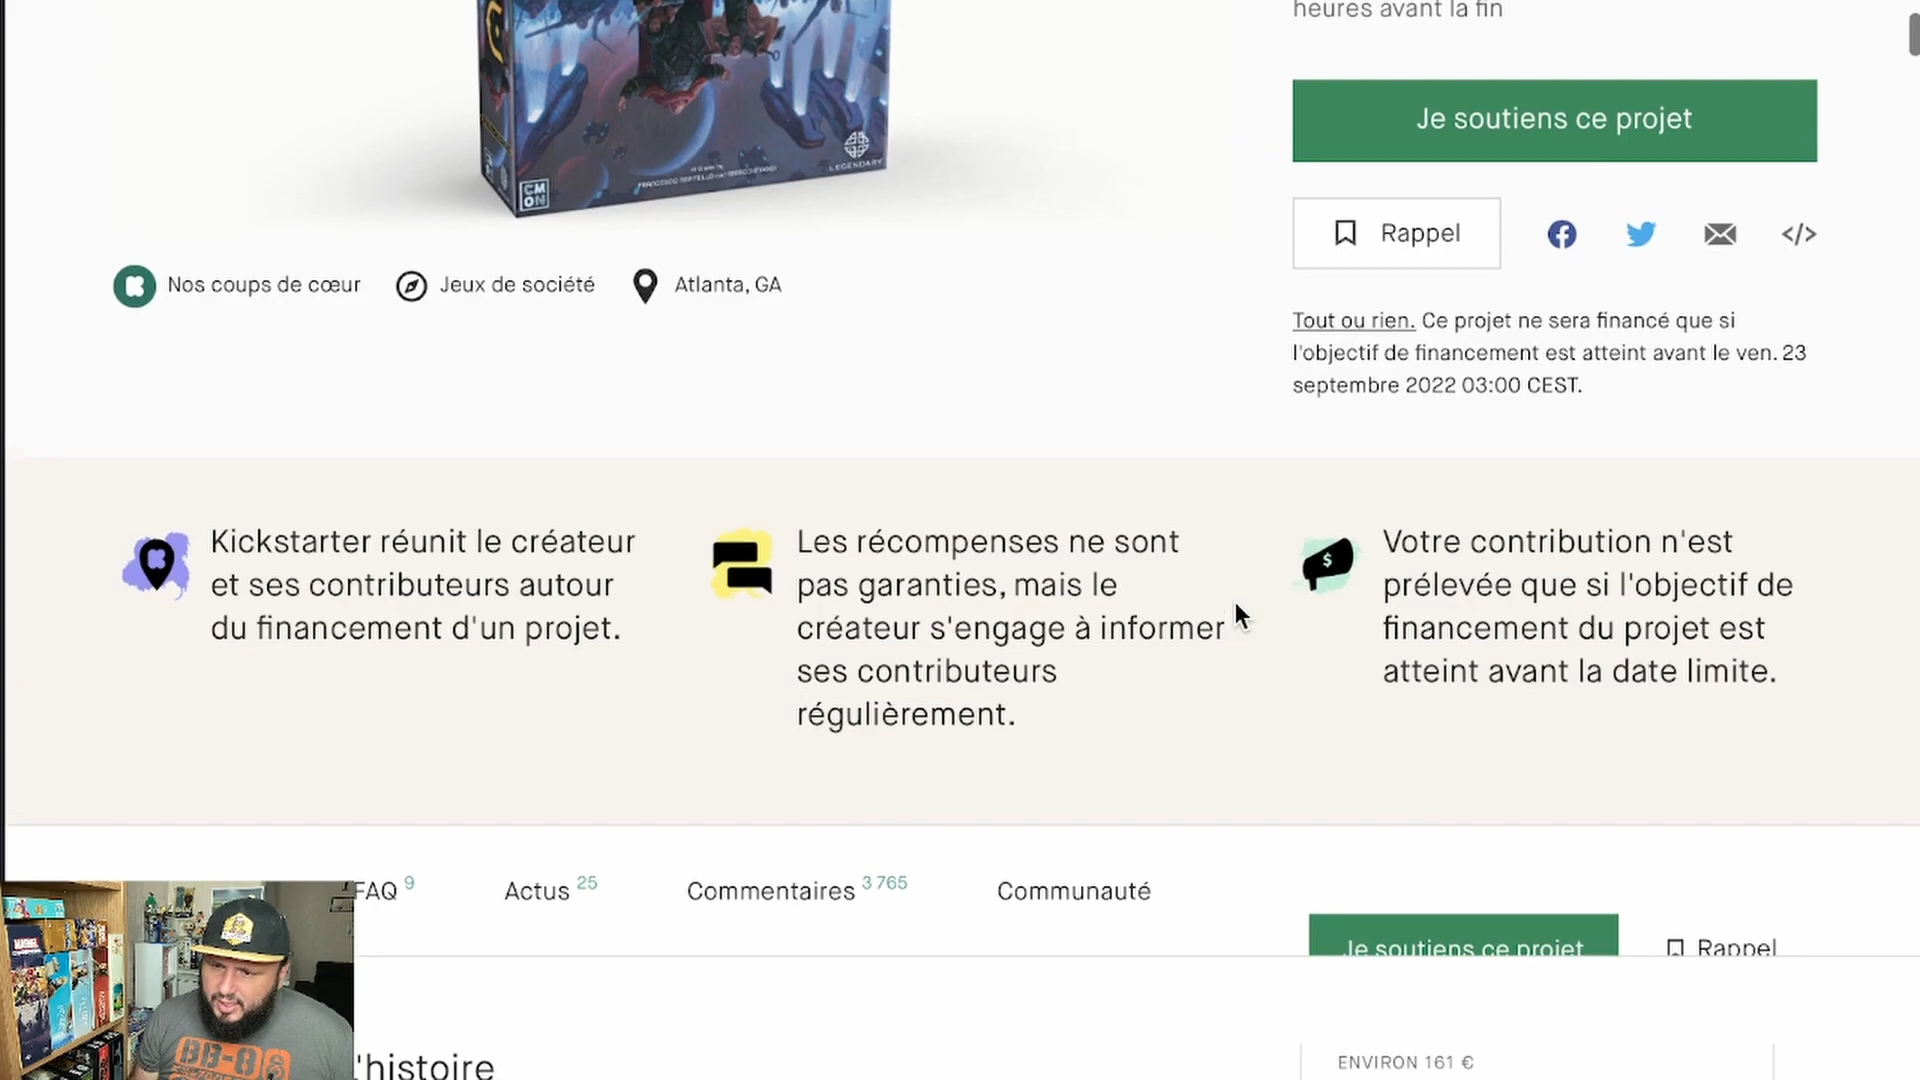 heures avant la fin
LEGENDARY
CM
ON
Je soutiens ce projet
Rappel
</>
Nos coups de cœur
Jeux de société
Atlanta, GA
Tout ou rien. Ce projet ne sera financé que si
l'objectif de financement est atteint avant le ven. 23
septembre 2022 03:00 CEST.
Kickstarter réunit le créateur
et ses contributeurs autour
du financement d'un projet.
Les récompenses ne sont
pas garanties, mais le
créateur s'engage à informer
ses contributeurs
régulièrement.
$
Votre contribution n'est
prélevée que si l'objectif de
financement du projet est
atteint avant la date limite.
FAQ 9
Actus 25
Commentaires 3 765
Communauté
Je soutiens ce projet
Rappel
MARVEL
'histoire
ENVIRON 161 €